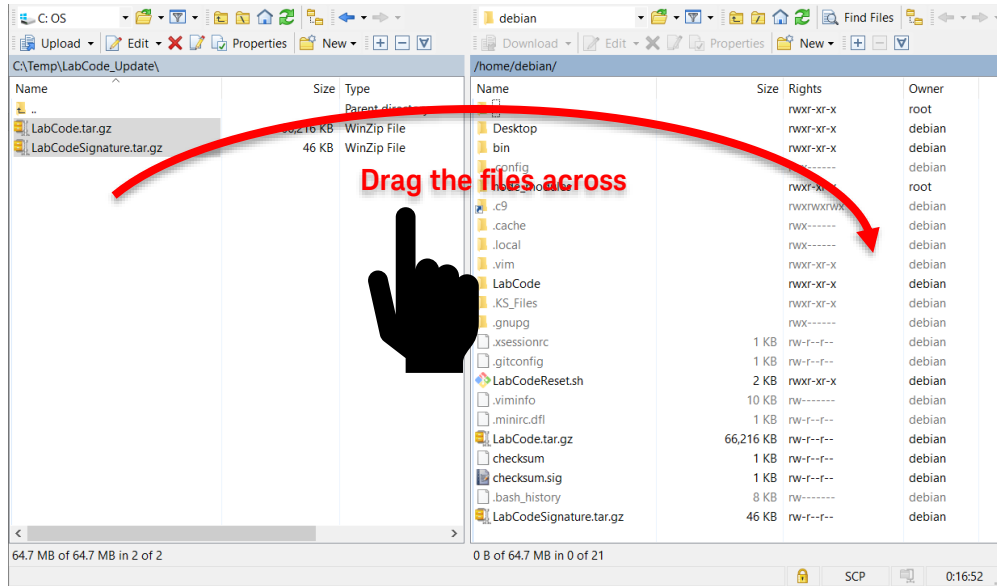 C: OS
debian
Find Files
Upload
Edit
Properties
New
Download
Edit
Properties
New
C:\Temp\LabCode_Update\
/home/debian/
Name Size Type
..
LabCode.tar.gz 66,216 KB WinZip File
LabCodeSignature.tar.gz 46 KB WinZip File
64.7 MB of 64.7 MB in 2 of 2
Drag the files across
Name Size Rights Owner
rwxr-xr-x root
Desktop rwxr-xr-x debian
bin rwxr-xr-x debian
.config debian
node_modules root
.c9 rwxrwxrwx debian
.cache rwx------ debian
.local rwx------ debian
.vim rwxr-xr-x debian
LabCode rwxr-xr-x debian
.KS_Files rwxr-xr-x debian
.gnupg rwx------ debian
.xsessionrc 1 KB rw-r--r-- debian
.gitconfig 1 KB rw-r--r-- debian
LabCodeReset.sh 2 KB rwxr-xr-x debian
.viminfo 10 KB rw------- debian
.minirc.dfl 1 KB rw-r--r-- debian
LabCode.tar.gz 66,216 KB rw-r--r-- debian
checksum 1 KB rw-r--r-- debian
checksum.sig 1 KB rw-r--r-- debian
.bash_history 8 KB rw------- debian
LabCodeSignature.tar.gz 46 KB rw-r--r-- debian
0 B of 64.7 MB in 0 of 21
SCP 0:16:52